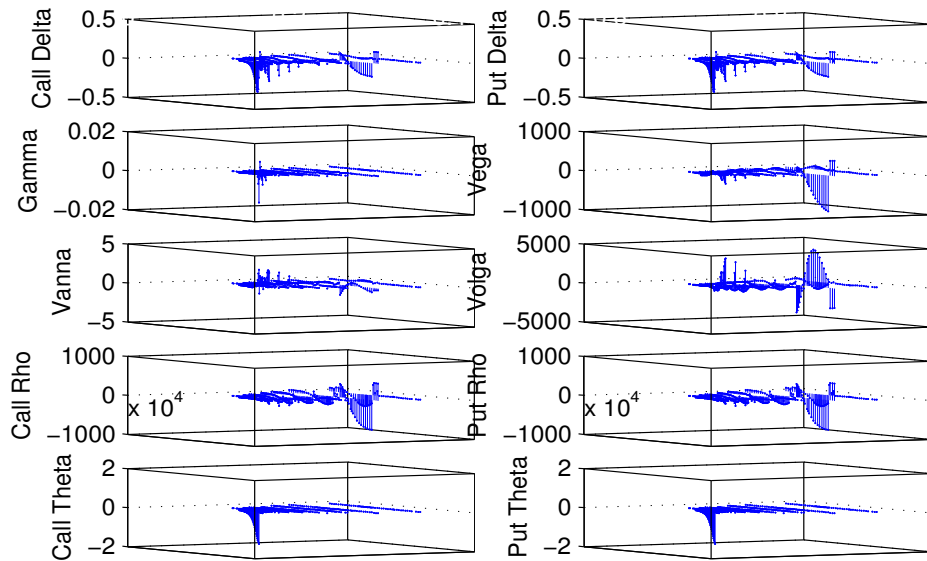 0.5
0
−0.5
Call Delta
0.5
0
−0.5
Put Delta
0.02
0
−0.02
Gamma
1000
0
−1000
Vega
5
0
−5
Vanna
5000
0
−5000
Volga
1000
0
−1000
Call Rho
1000
0
−1000
Put Rho
x 10^4
2
0
−2
Call Theta
x 10^4
2
0
−2
Put Theta